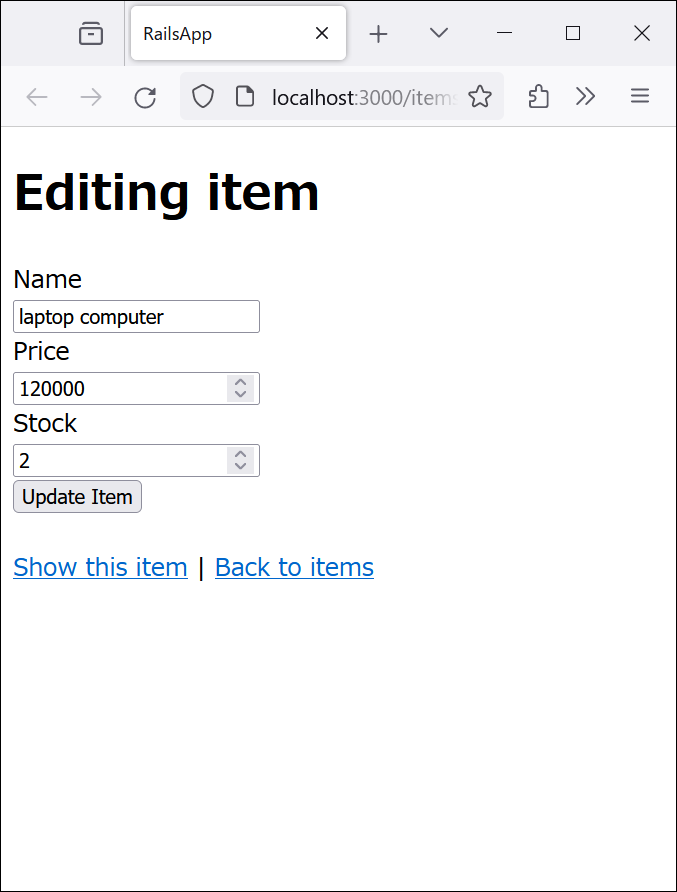 RailsApp
localhost:3000/items
Editing item
Name
laptop computer
Price
120000
Stock
2
Update Item
Show this item | Back to items